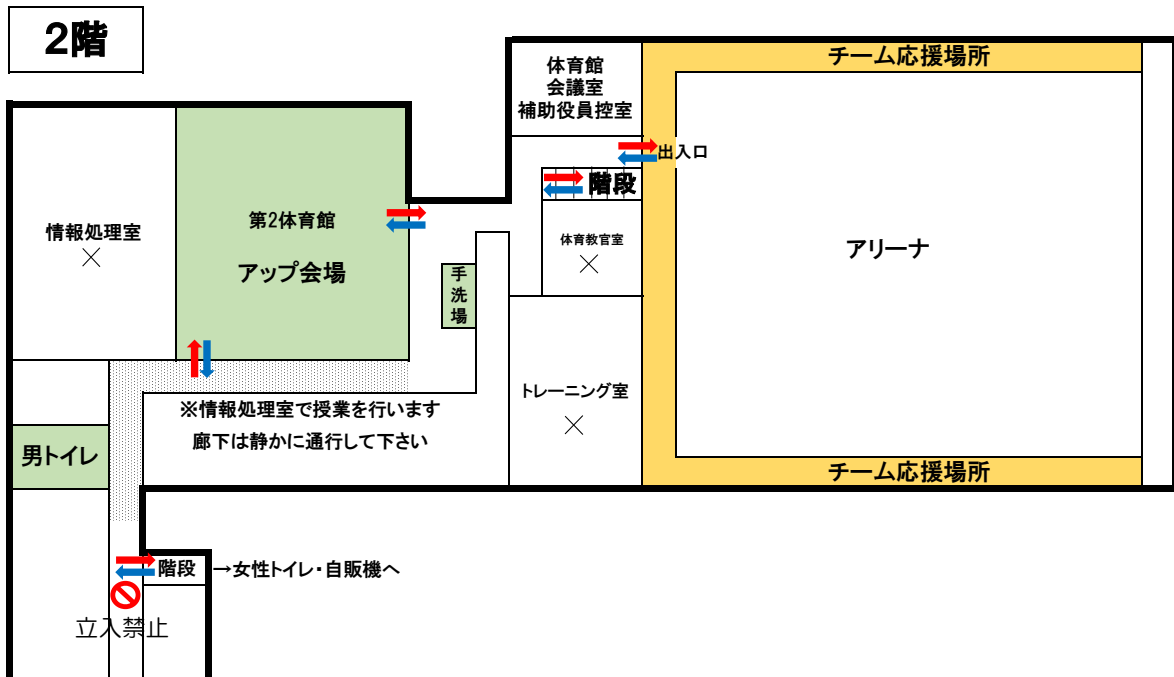 2階
チーム応援場所
体育館
会議室
補助役員控室
出入口
階段
第2体育館
アップ会場
情報処理室
体育教官室
アリーナ
手
洗
場
トレーニング室
※情報処理室で授業を行います
廊下は静かに通行して下さい
男トイレ
チーム応援場所
階段
→女性トイレ・自販機へ
立入禁止